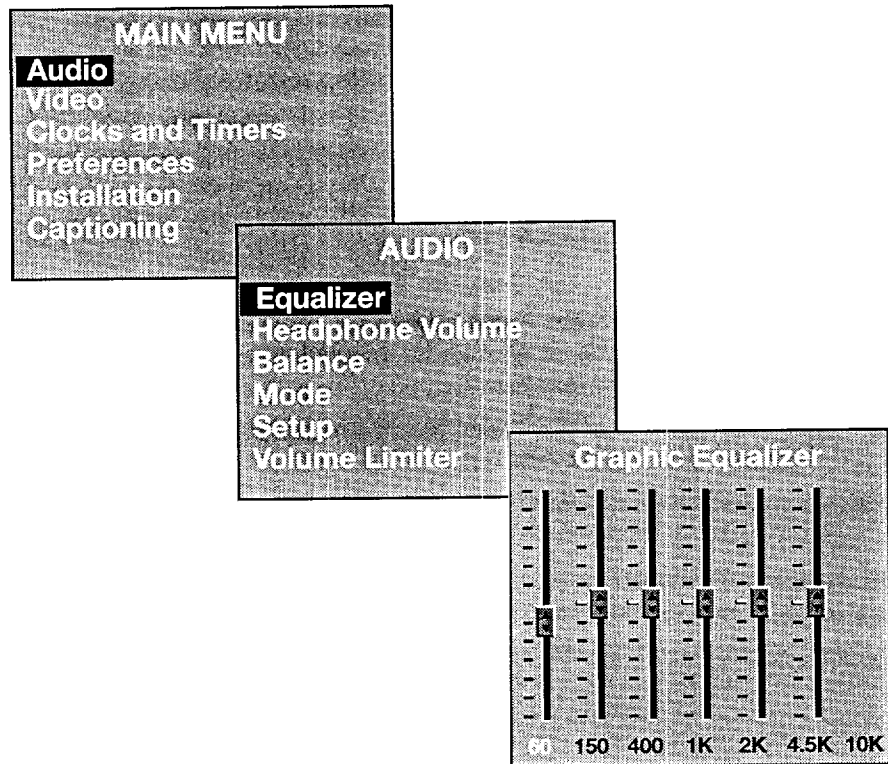 MAIN MENU
Audio
Video
Clocks and Timers
Preferences
Installation
Captioning
AUDIO
Equalizer
Headphone Volume
Balance
Mode
Setup
Volume Limiter
Graphic Equalizer
60 150 400 1K 2K 4.5K 10K